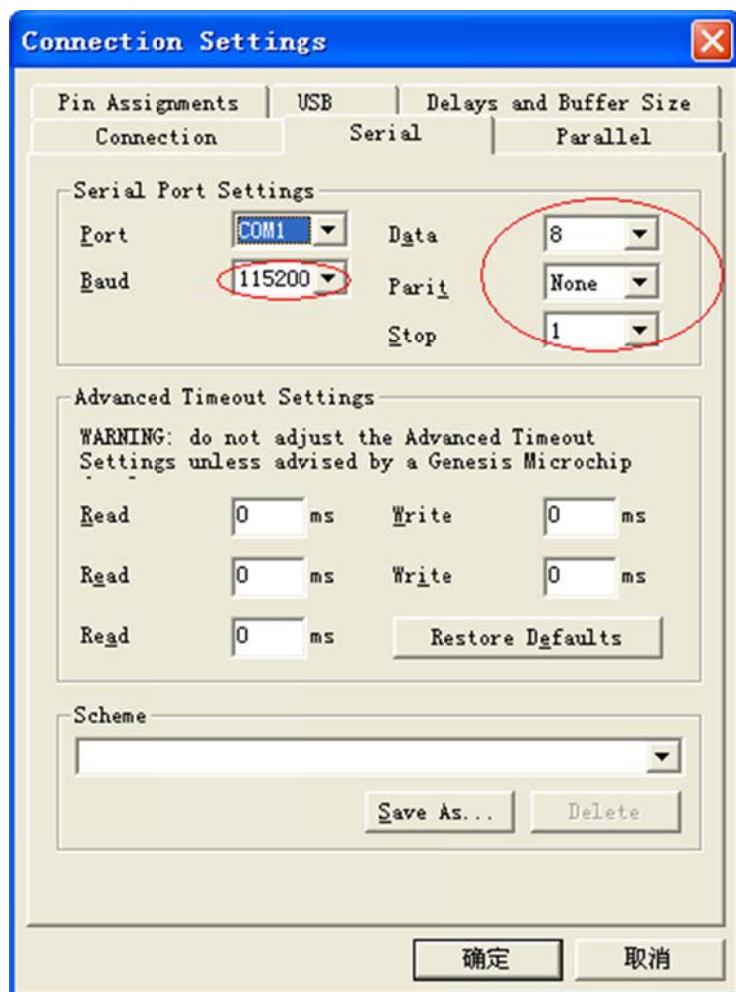 Connection Settings
Pin Assignments USB Delays and Buffer Size
Connection Serial Parallel
Serial Port Settings
Port COM1 Data 8
Baud 115200 Parit None
Stop 1
Advanced Timeout Settings
WARNING: do not adjust the Advanced Timeout
Settings unless advised by a Genesis Microchip
Read 0 ms Write 0 ms
Read 0 ms Write 0 ms
Read 0 ms Restore Defaults
Scheme
Save As... Delete
确定 取消